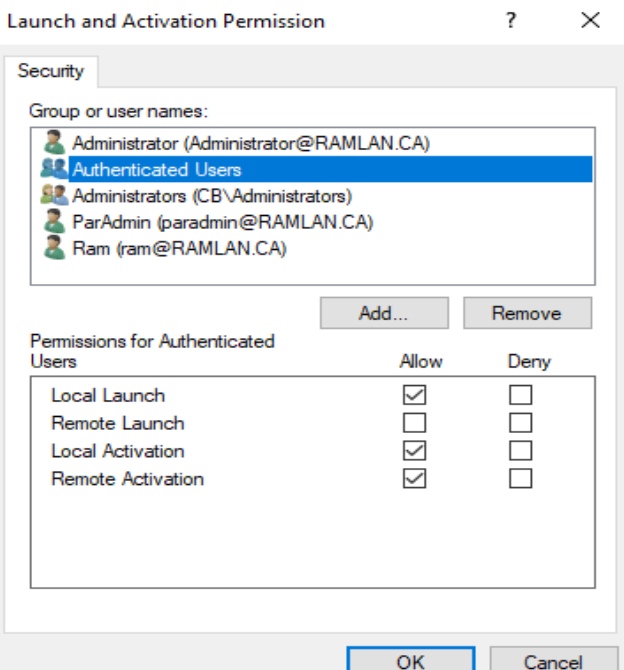 Launch and Activation Permission ? ×
Security
Group or user names:
Administrator (Administrator@RAMLAN.CA)
Authenticated Users
Administrators (CB\Administrators)
ParAdmin (paradmin@RAMLAN.CA)
Ram (ram@RAMLAN.CA)
Add... Remove
Permissions for Authenticated
Users Allow Deny
Local Launch
Remote Launch
Local Activation
Remote Activation
OK Cancel